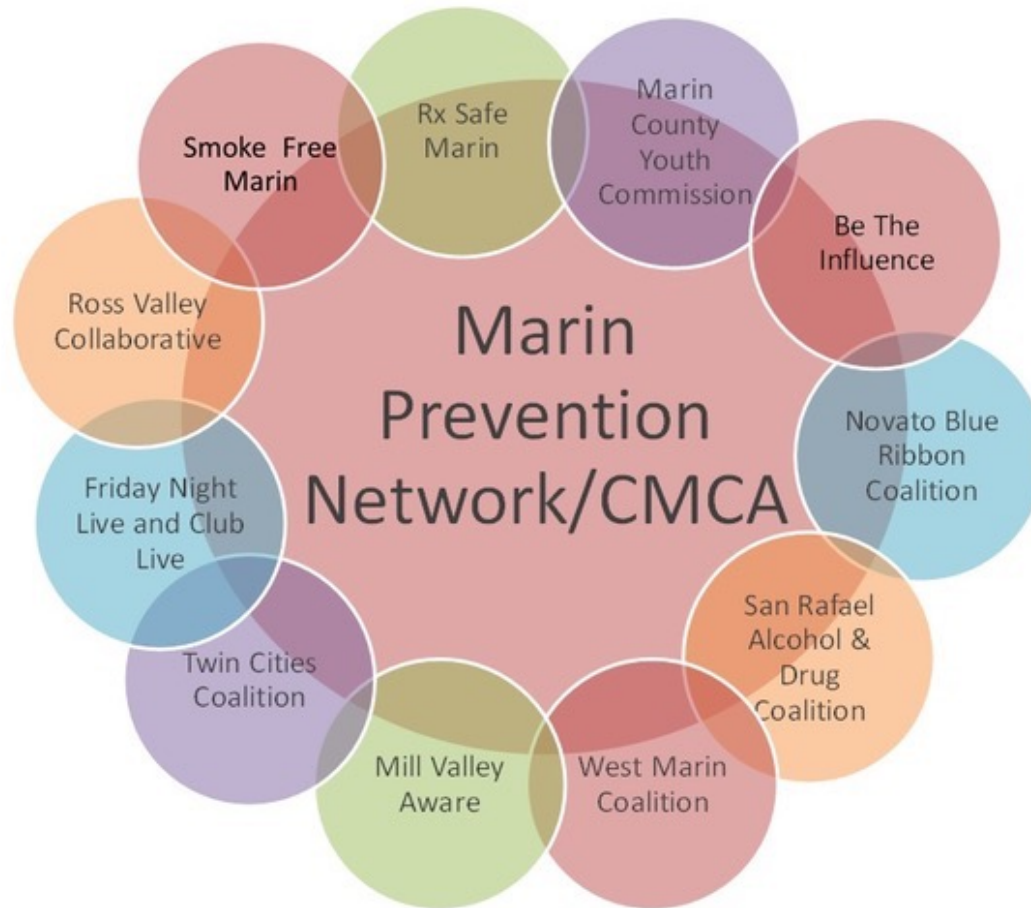 Rx Safe
Marin
Marin
County
Youth
Commission
Smoke Free
Marin
Be The
Influence
Ross Valley
Collaborative
Marin
Prevention
Network/CMCA
Novato Blue
Ribbon
Coalition
Friday Night
Live and Club
Live
San Rafael
Alcohol &
Drug
Coalition
Twin Cities
Coalition
Mill Valley
Aware
West Marin
Coalition